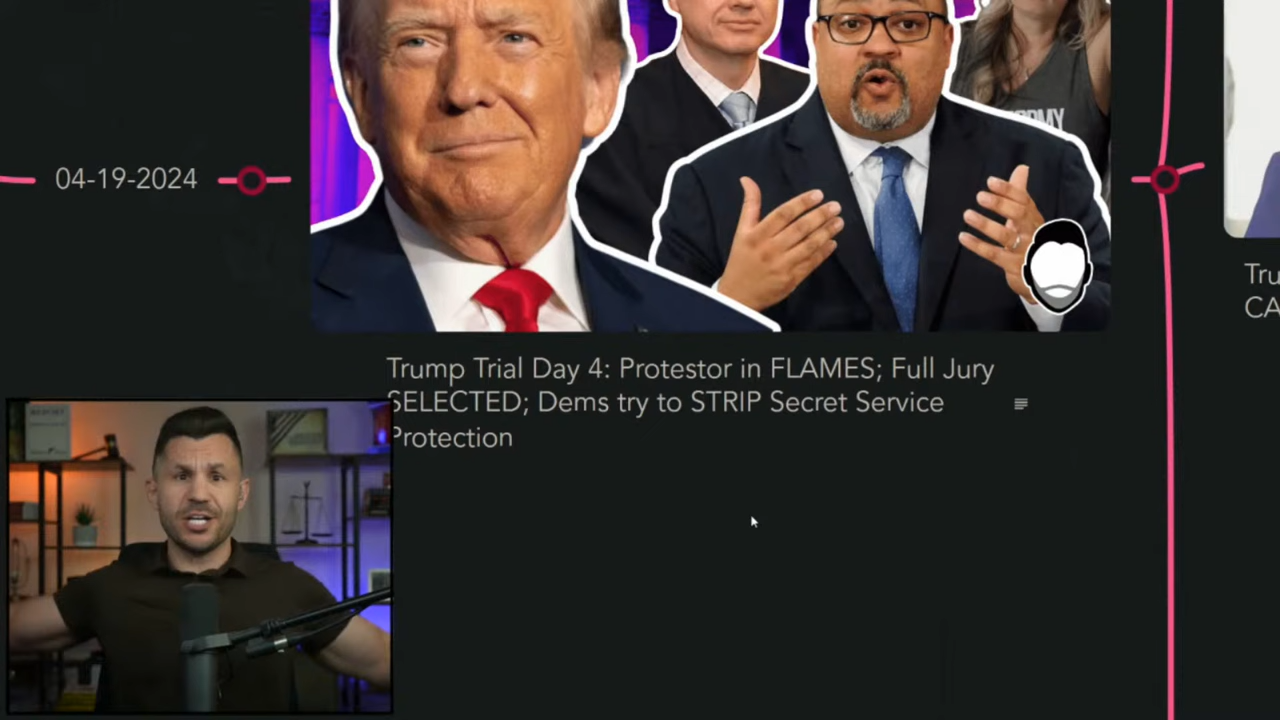 04-19-2024
Trump Trial Day 4: Protestor in FLAMES; Full Jury
SELECTED; Dems try to STRIP Secret Service
Protection